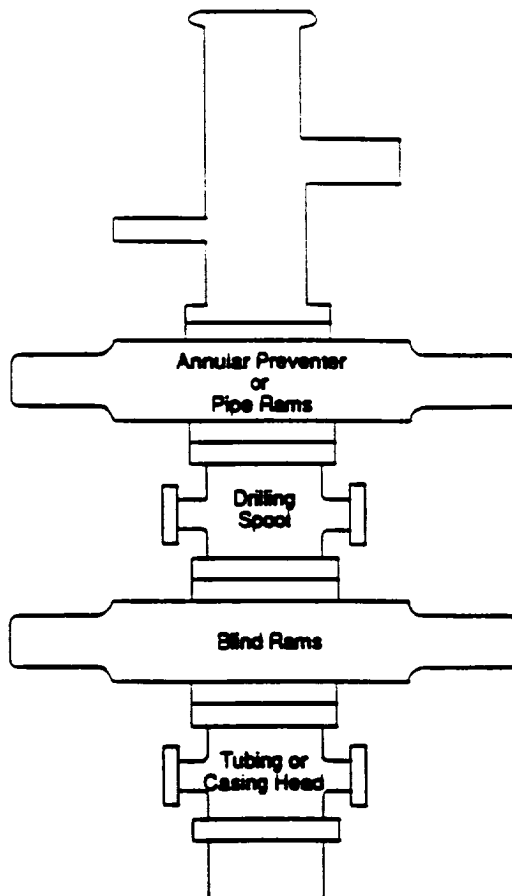 Annular Preventer
or
Pipe Rams
Drilling
Spool
Blind Rams
Tubing or
Casing Head